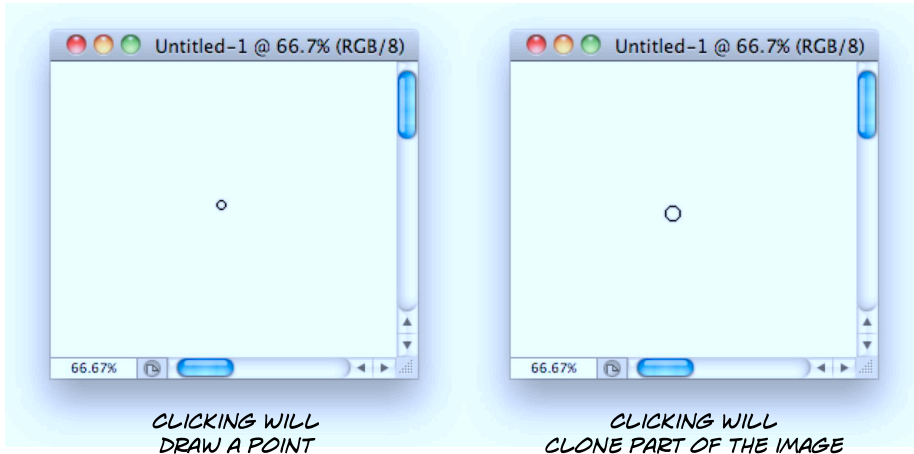 Untitled-1 @ 66.7% (RGB/8)
66.67%
CLICKING WILL
DRAW A POINT
Untitled-1 @ 66.7% (RGB/8)
66.67%
CLICKING WILL
CLONE PART OF THE IMAGE